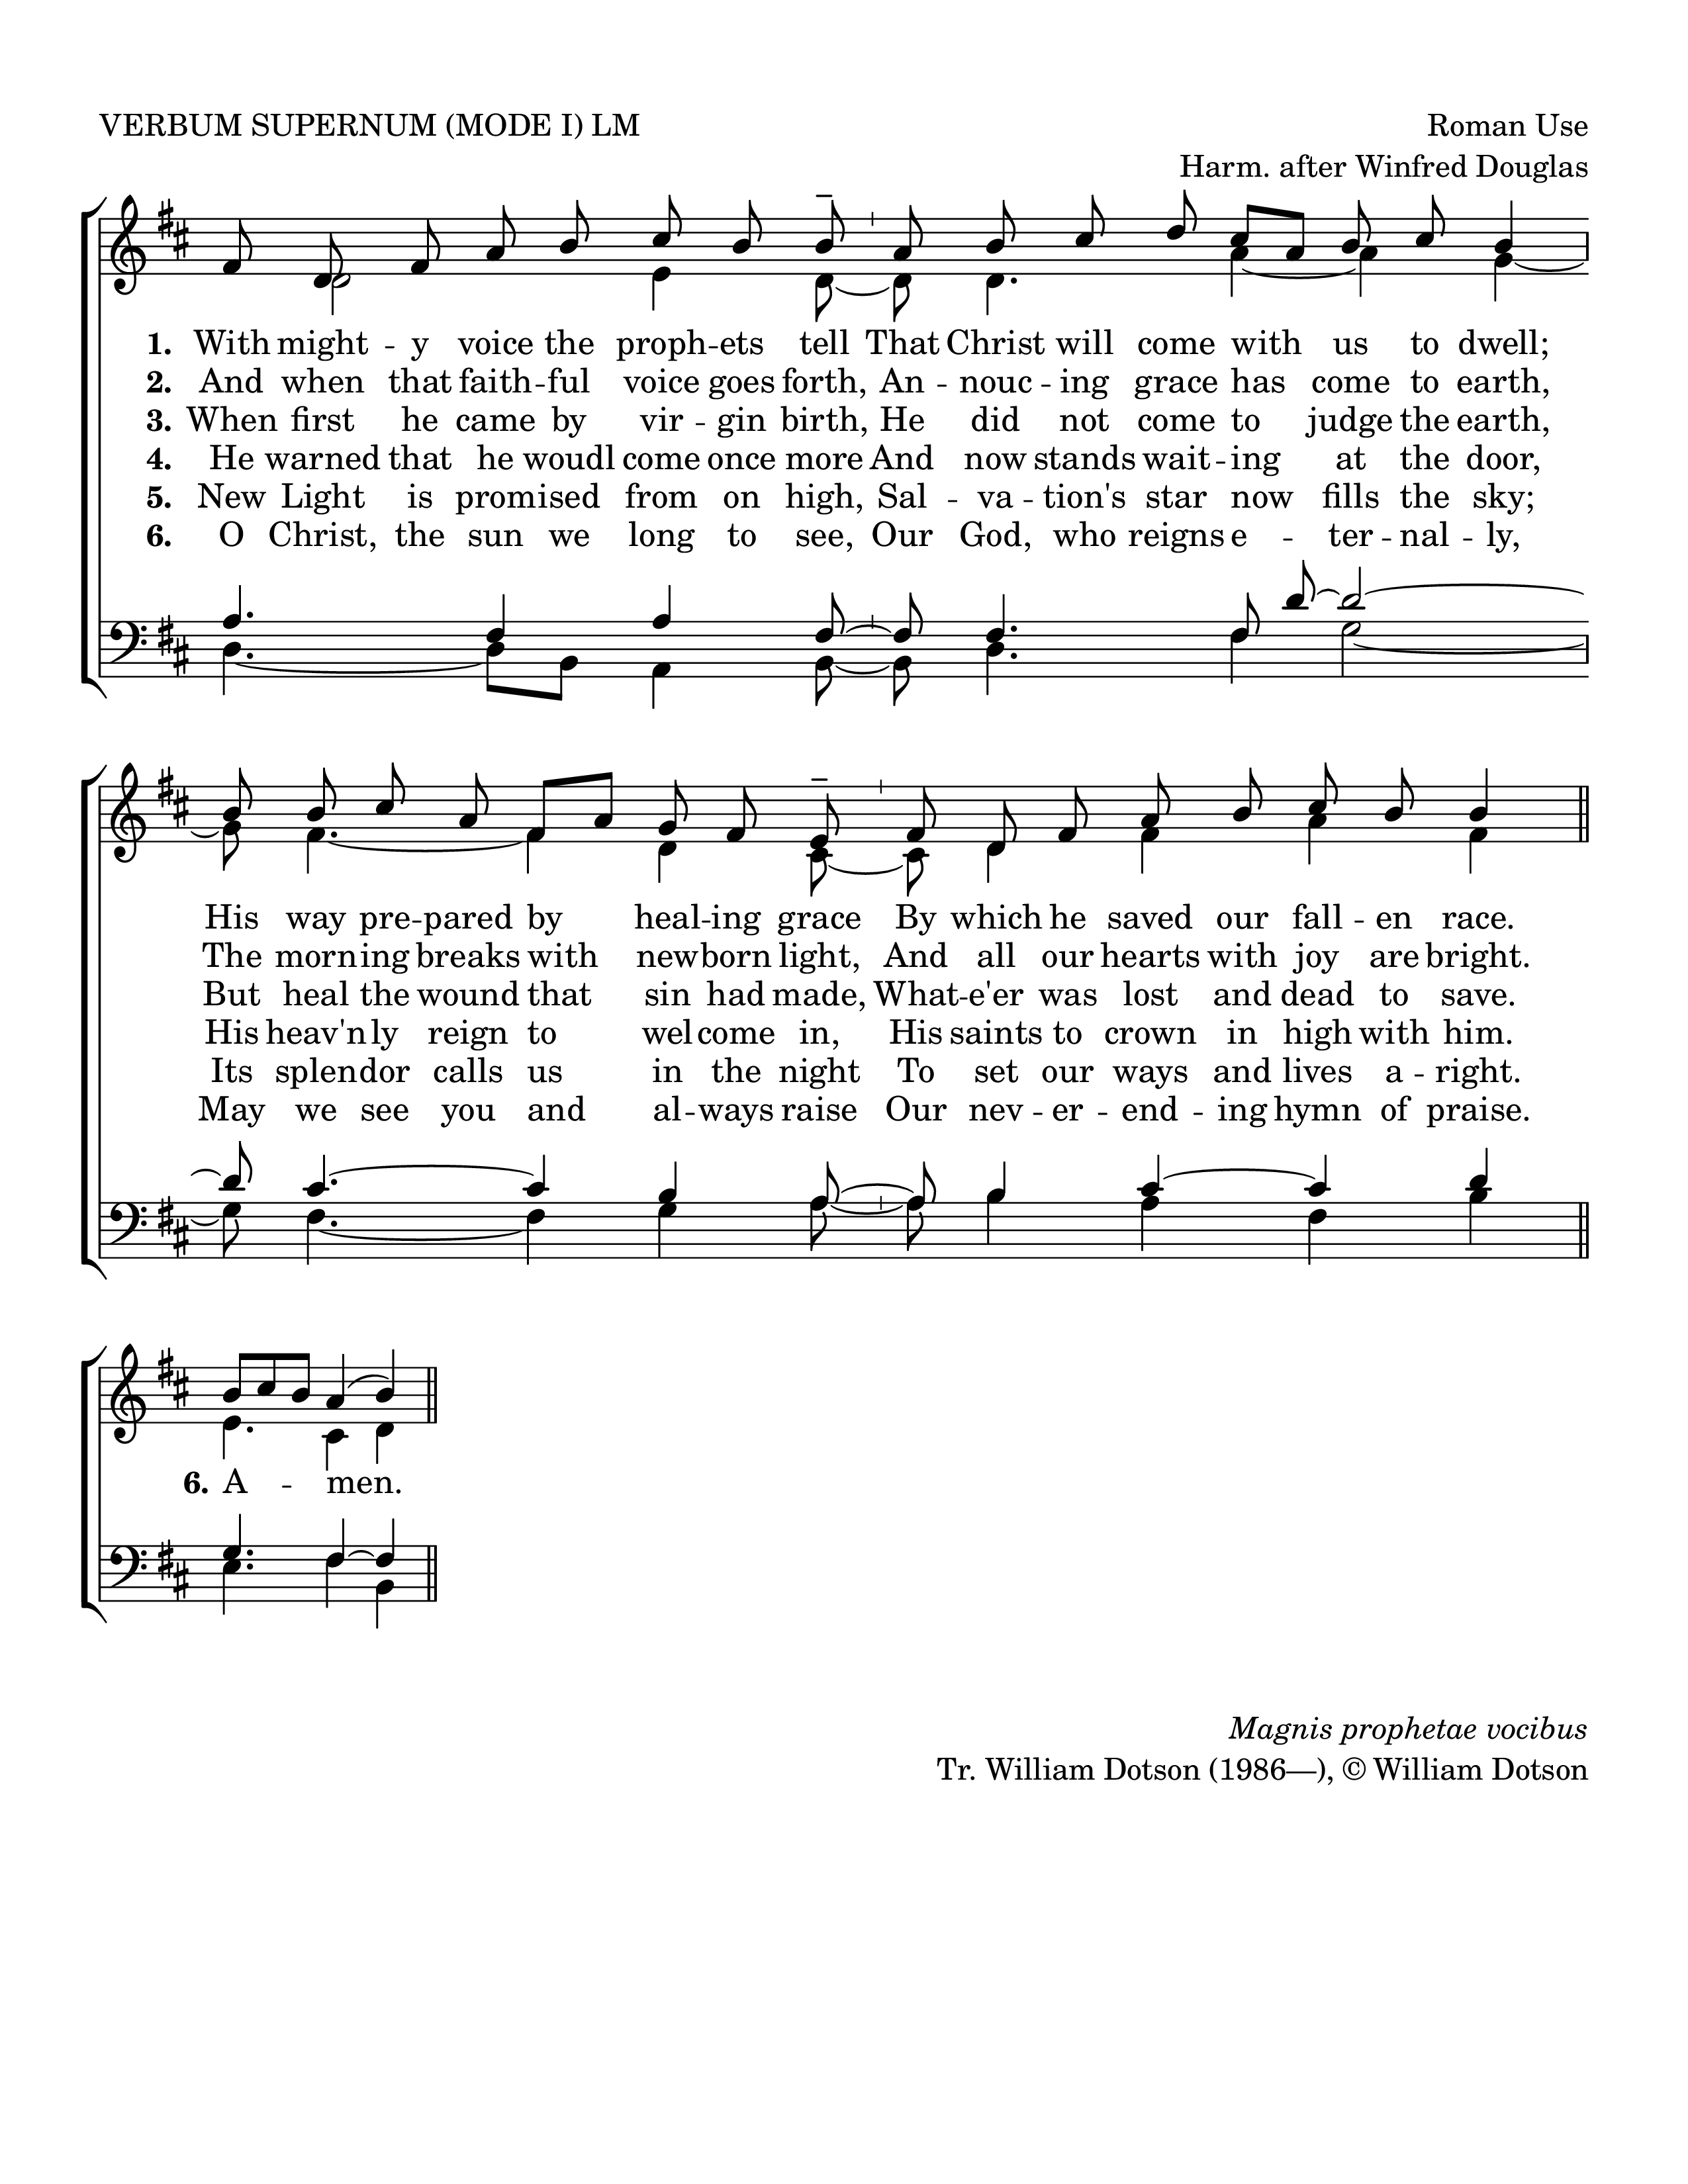 VERBUM SUPERNUM (MODE I) LM
Roman Use
Harm. after Winfred Douglas
1. With might -- y voice the proph -- ets tell That Christ will come with us to dwell;
2. And when that faith -- ful voice goes forth, An -- nouc -- ing grace has come to earth,
3. When first he came by vir -- gin birth, He did not come to judge the earth,
4. He warned that he woudl come once more And now stands wait -- ing at the door,
5. New Light is promised from on high, Sal -- va -- tion's star now fills the sky;
6. O Christ, the sun we long to see, Our God, who reigns e -- ter -- nal -- ly,
His way pre -- pared by heal -- ing grace By which he saved our fall -- en race.
The morning breaks with newborn light, And all our hearts with joy are bright.
But heal the wound that sin had made, What -- e'er was lost and dead to save.
His heav'nly reign to welcome in, His saints to crown in high with him.
Its splendor calls us in the night To set our ways and lives a -- right.
May we see you and al -- ways raise Our nev -- er -- end -- ing hymn of praise.
6. A -- men.
Magnis prophetae vocibus
Tr. William Dotson (1986—), © William Dotson